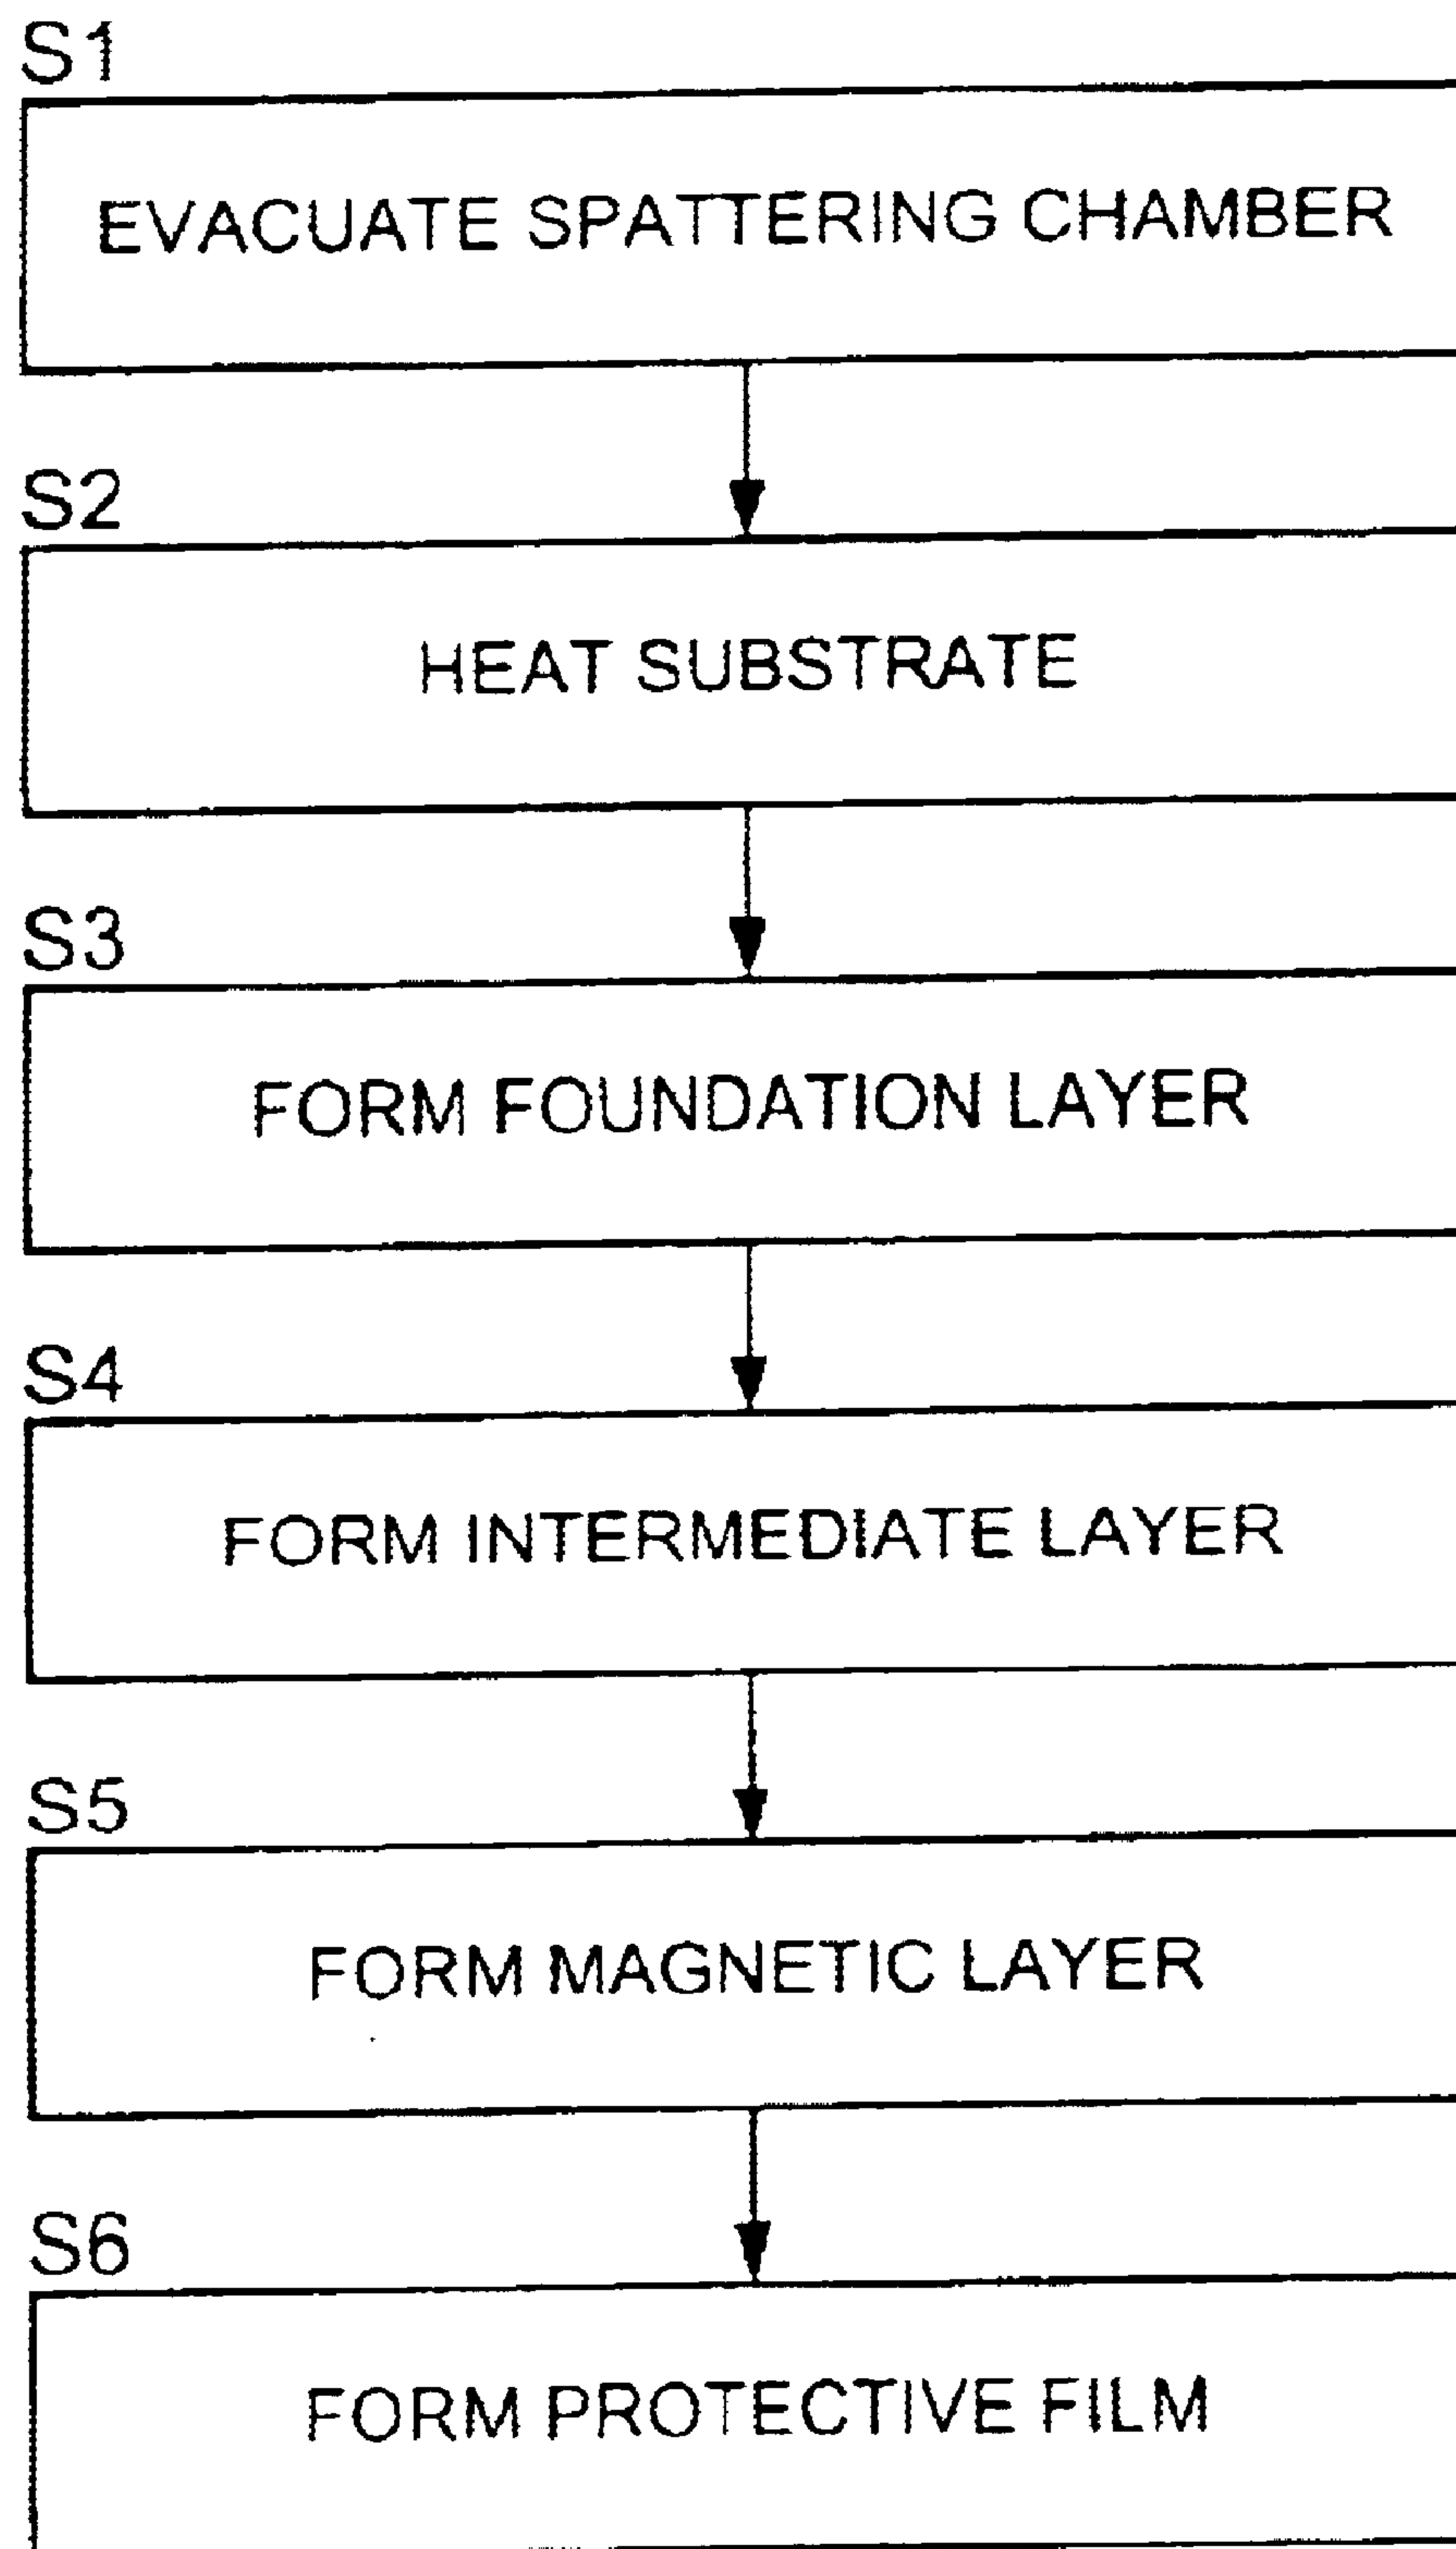 S1
EVACUATE SPATTERING CHAMBER
S2
HEAT SUBSTRATE
S3
FORM FOUNDATION LAYER
S4
FORM INTERMEDIATE LAYER
S5
FORM MAGNETIC LAYER
S6
FORM PROTECTIVE FILM